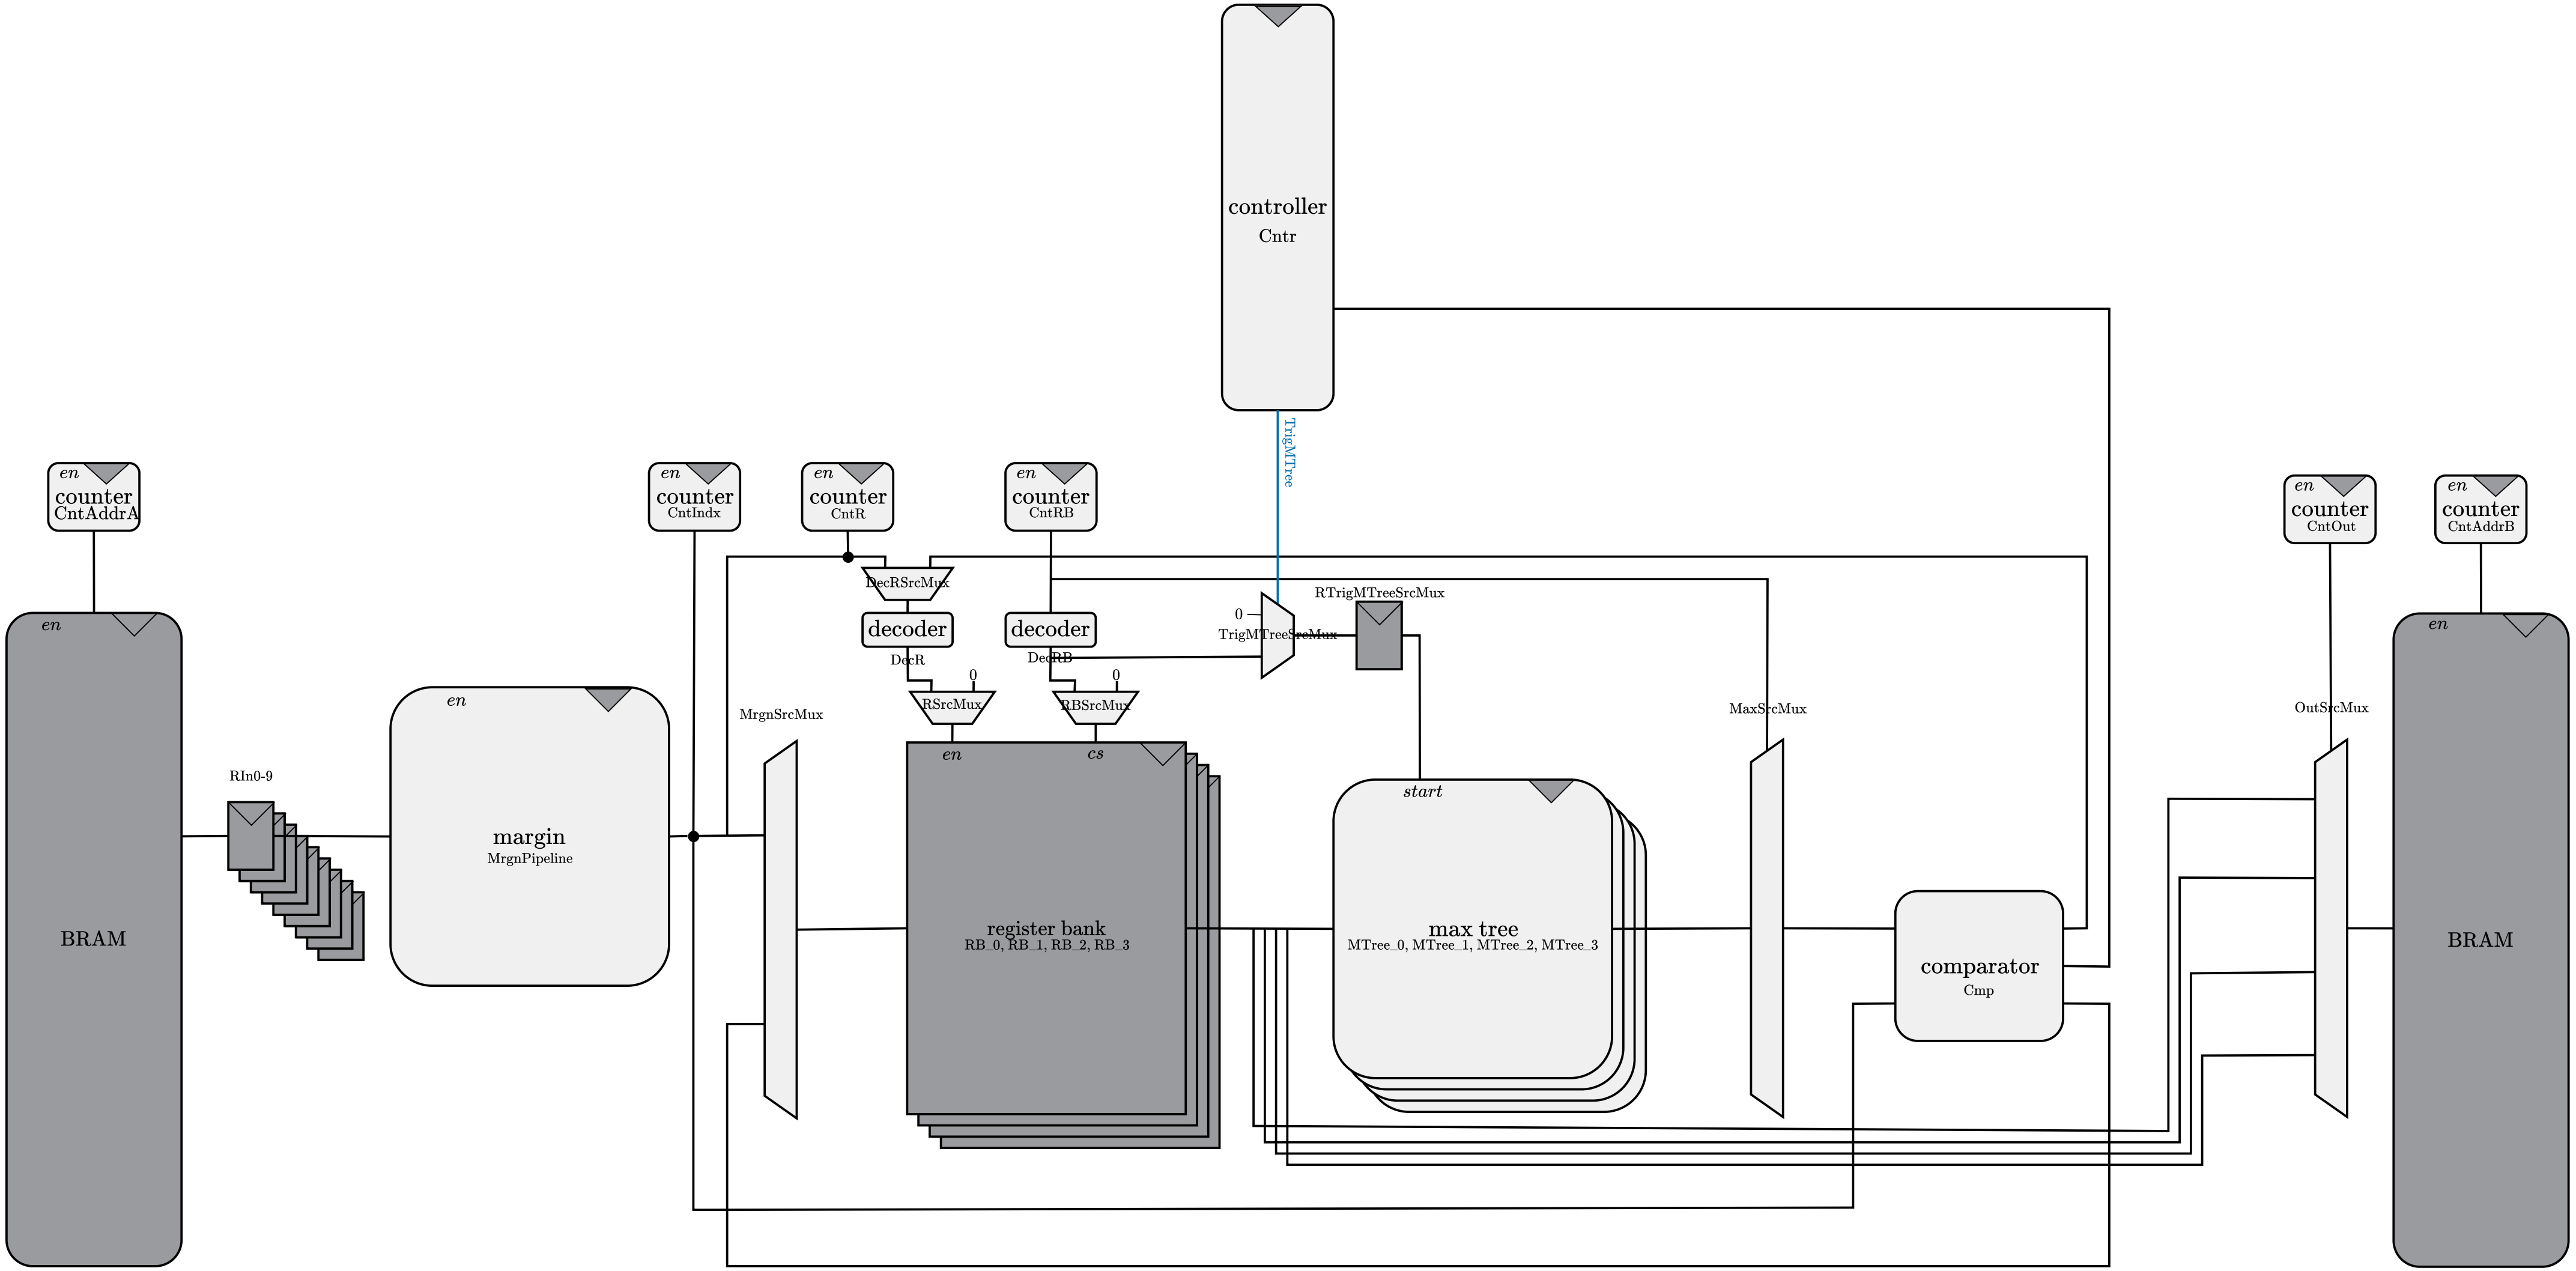 controller
Cntr
TrigMTree
en
counter
CntAddrA
en
counter
CntIndx
en
counter
CntR
en
counter
CntRB
en
counter
CntOut
en
counter
CntAddrB
DecRSrcMux
decoder
DecR
decoder
DecRB
0
TrigMTreeSrcMux
RTrigMTreeSrcMux
0
RSrcMux
0
RBSrcMux
en
BRAM
RIn0-9
en
margin
MrgnPipeline
MrgnSrcMux
en
cs
register bank
RB_0, RB_1, RB_2, RB_3
start
max tree
MTree_0, MTree_1, MTree_2, MTree_3
MaxSrcMux
comparator
Cmp
OutSrcMux
en
BRAM